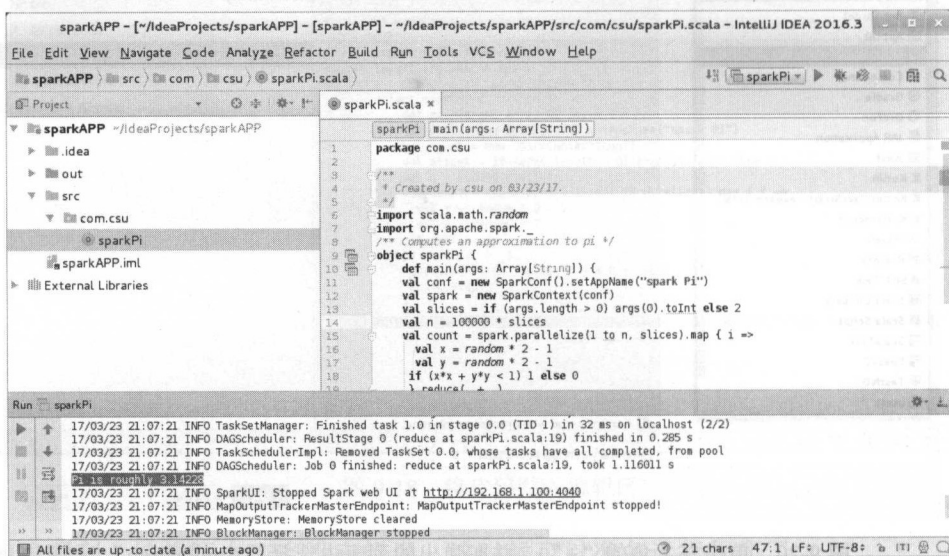 sparkAPP – [~/IdeaProjects/sparkAPP] – [sparkAPP] – ~/IdeaProjects/sparkAPP/src/com/csu/sparkPi.scala – IntelliJ IDEA 2016.3
File Edit View Navigate Code Analyze Refactor Build Run Tools VCS Window Help
sparkAPP src com csu sparkPi.scala
sparkPi
Project
sparkPi.scala ×
sparkAPP ~/IdeaProjects/sparkAPP
.idea
out
src
com.csu
sparkPi
sparkAPP.iml
External Libraries
sparkPi main(args: Array[String])
1 package com.csu
2
3 /**
4 * Created by csu on 03/23/17.
5 */
6 import scala.math.random
7 import org.apache.spark._
8 /** Computes an approximation to pi */
9 object sparkPi {
10 def main(args: Array[String]) {
11 val conf = new SparkConf().setAppName("spark Pi")
12 val spark = new SparkContext(conf)
13 val slices = if (args.length > 0) args(0).toInt else 2
14 val n = 100000 * slices
15 val count = spark.parallelize(1 to n, slices).map { i =>
16 val x = random * 2 - 1
17 val y = random * 2 - 1
18 if (x*x + y*y < 1) 1 else 0
19 }.reduce(_ + _)
Run sparkPi
17/03/23 21:07:21 INFO TaskSetManager: Finished task 1.0 in stage 0.0 (TID 1) in 32 ms on localhost (2/2)
17/03/23 21:07:21 INFO DAGScheduler: ResultStage 0 (reduce at sparkPi.scala:19) finished in 0.285 s
17/03/23 21:07:21 INFO TaskSchedulerImpl: Removed TaskSet 0.0, whose tasks have all completed, from pool
17/03/23 21:07:21 INFO DAGScheduler: Job 0 finished: reduce at sparkPi.scala:19, took 1.116011 s
Pi is roughly 3.14228
17/03/23 21:07:21 INFO SparkUI: Stopped Spark web UI at http://192.168.1.100:4040
17/03/23 21:07:21 INFO MapOutputTrackerMasterEndpoint: MapOutputTrackerMasterEndpoint stopped!
17/03/23 21:07:21 INFO MemoryStore: MemoryStore cleared
17/03/23 21:07:21 INFO BlockManager: BlockManager stopped
All files are up-to-date (a minute ago)
21 chars 47:1 LF÷ UTF-8÷